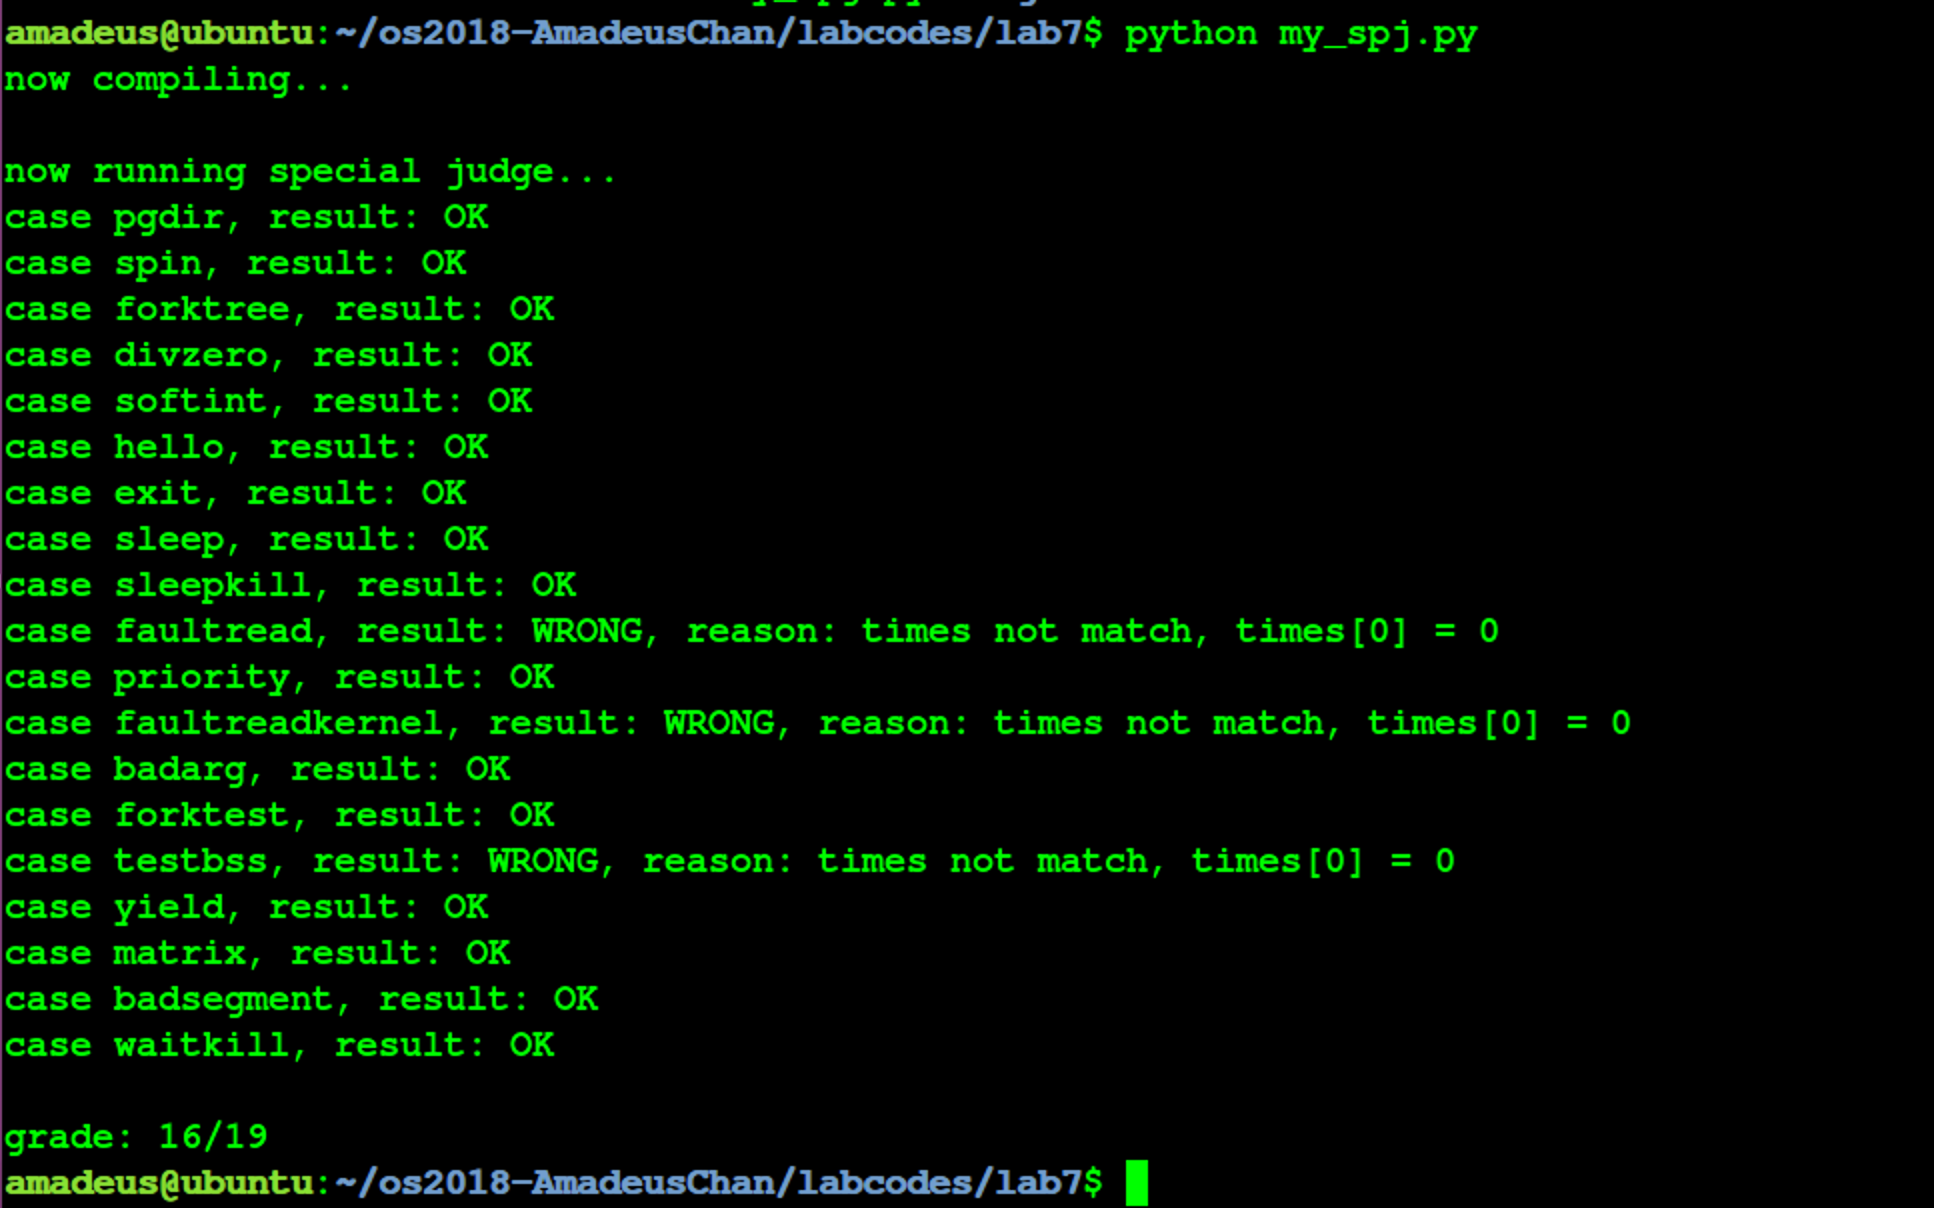 amadeus@ubuntu:~/os2018-AmadeusChan/labcodes/lab7$ python my_spj.py
now compiling...
now running special judge...
case pgdir, result: OK
case spin, result: OK
case forktree, result: OK
case divzero, result: OK
case softint, result: OK
case hello, result: OK
case exit, result: OK
case sleep, result: OK
case sleepkill, result: OK
case faultread, result: WRONG, reason: times not match, times[0] = 0
case priority, result: OK
case faultreadkernel, result: WRONG, reason: times not match, times[0] = 0
case badarg, result: OK
case forktest, result: OK
case testbss, result: WRONG, reason: times not match, times[0] = 0
case yield, result: OK
case matrix, result: OK
case badsegment, result: OK
case waitkill, result: OK
grade: 16/19
amadeus@ubuntu:~/os2018-AmadeusChan/labcodes/lab7$